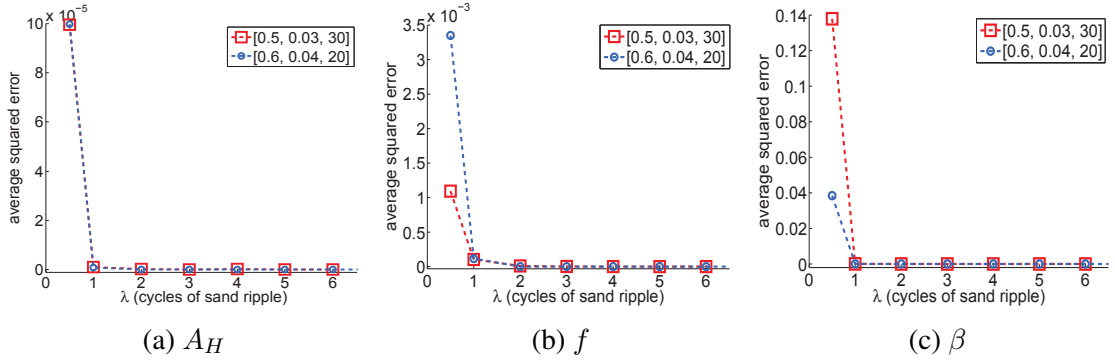 x 10⁻⁵
10
8
6
4
2
0
average squared error
1 2 3 4 5 6
λ (cycles of sand ripple)
[0.5, 0.03, 30]
[0.6, 0.04, 20]
(a) A_H
x 10⁻³
4
3.5
3
2.5
2
1.5
1
0.5
0
average squared error
1 2 3 4 5 6
λ (cycles of sand ripple)
[0.5, 0.03, 30]
[0.6, 0.04, 20]
(b) f
0.14
0.12
0.1
0.08
0.06
0.04
0.02
0
average squared error
1 2 3 4 5 6
λ (cycles of sand ripple)
[0.5, 0.03, 30]
[0.6, 0.04, 20]
(c) β